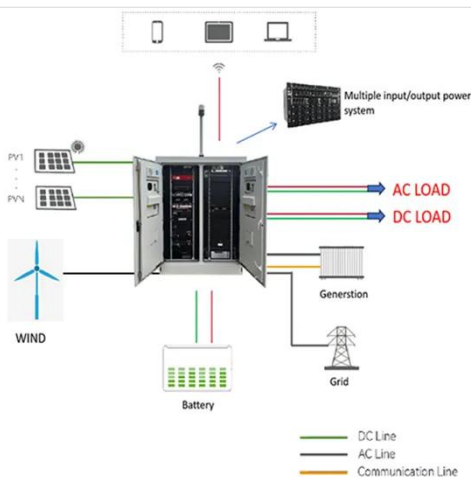 Multiple input/output power
system
PV1
PVN
AC LOAD
DC LOAD
WIND
Generstion
Battery
Grid
DC Line
AC Line
Communication Line